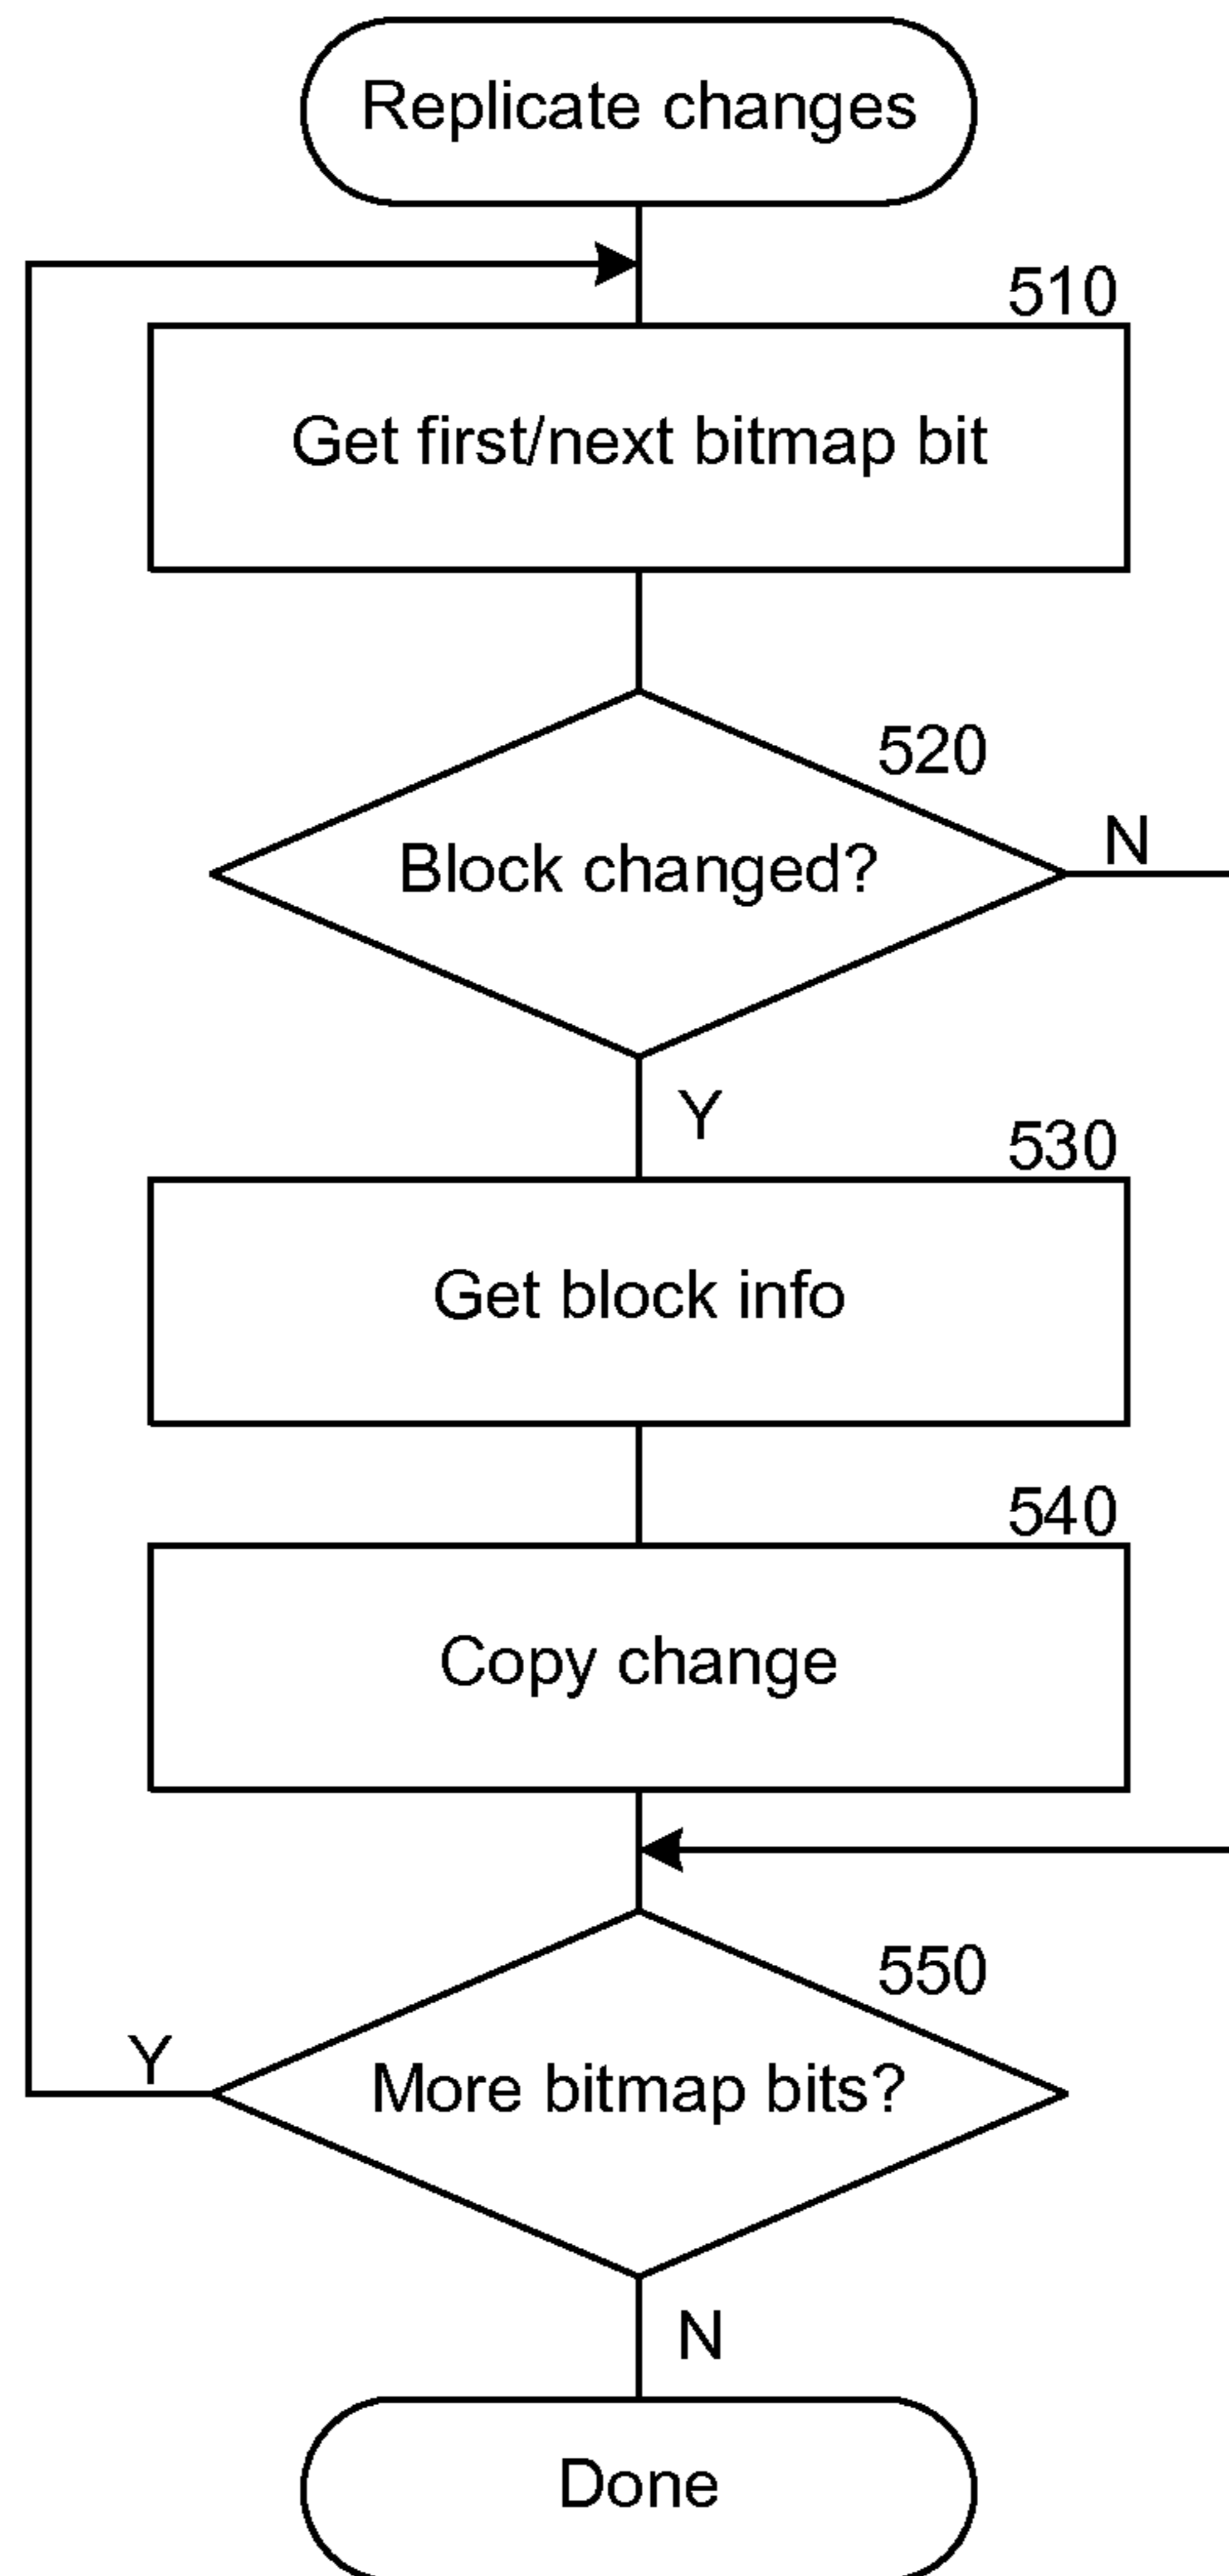 Replicate changes
510
Get first/next bitmap bit
520
Block changed?
N
Y
530
Get block info
540
Copy change
550
Y
More bitmap bits?
N
Done